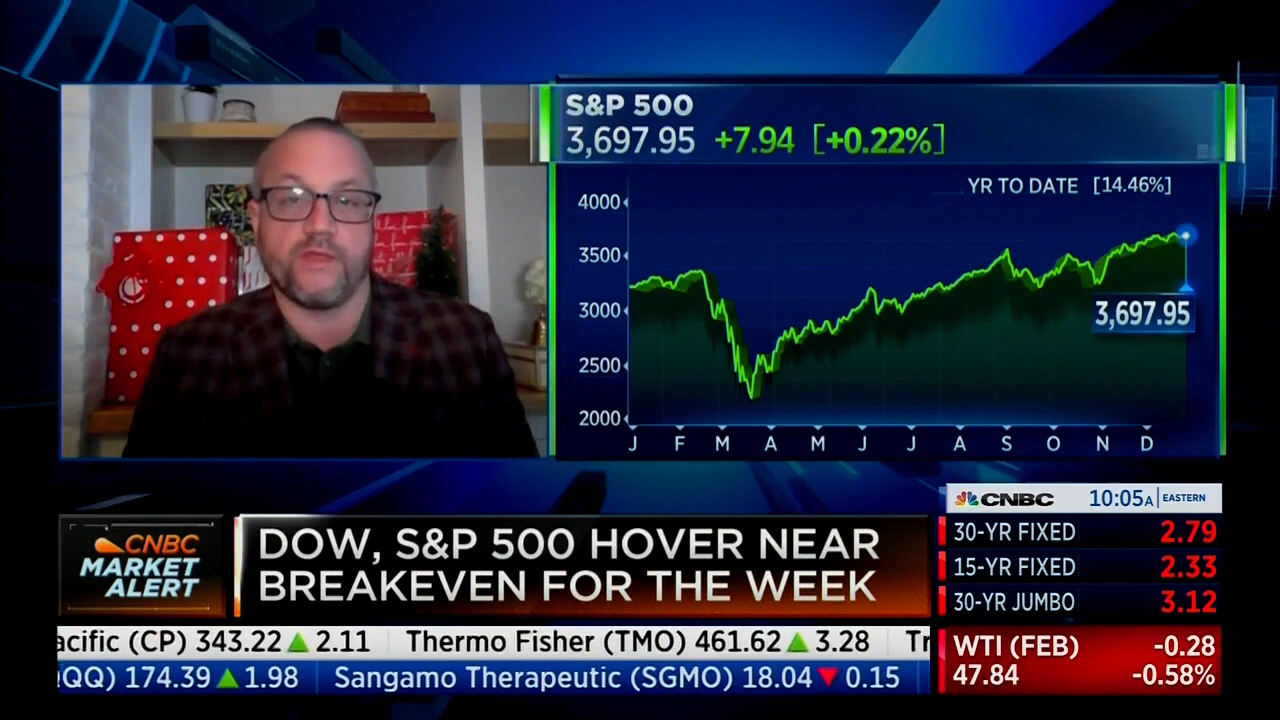 S&P 500
3,697.95 +7.94 [+0.22%]
YR TO DATE [14.46%]
4000
3500
3000
2500
2000
3,697.95
J F M A M J J A S O N D
CNBC
MARKET
ALERT
DOW, S&P 500 HOVER NEAR
BREAKEVEN FOR THE WEEK
CNBC 10:05A EASTERN
30-YR FIXED 2.79
15-YR FIXED 2.33
30-YR JUMBO 3.12
WTI (FEB) -0.28
47.84 -0.58%
acific (CP) 343.22 ▲ 2.11 Thermo Fisher (TMO) 461.62 ▲ 3.28 Tr
QQ) 174.39 ▲ 1.98 Sangamo Therapeutic (SGMO) 18.04 ▼ 0.15